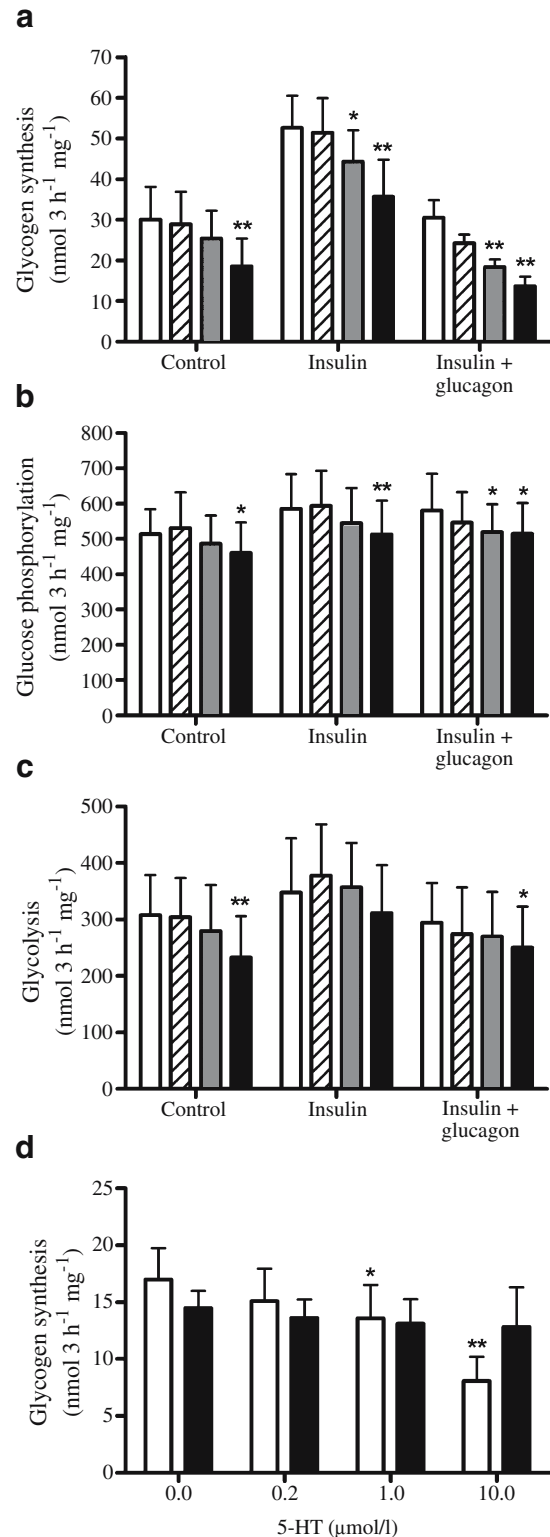 a
Glycogen synthesis
(nmol 3 h⁻¹ mg⁻¹)
70
60
50
40
30
20
10
0
**
*
**
**
**
Control
Insulin
Insulin +
glucagon
b
Glucose phosphorylation
(nmol 3 h⁻¹ mg⁻¹)
800
700
600
500
400
300
200
100
0
*
**
*
*
Control
Insulin
Insulin +
glucagon
c
Glycolysis
(nmol 3 h⁻¹ mg⁻¹)
500
400
300
200
100
0
**
*
Control
Insulin
Insulin +
glucagon
d
Glycogen synthesis
(nmol 3 h⁻¹ mg⁻¹)
25
20
15
10
5
0
*
**
0.0
0.2
1.0
10.0
5-HT (μmol/l)